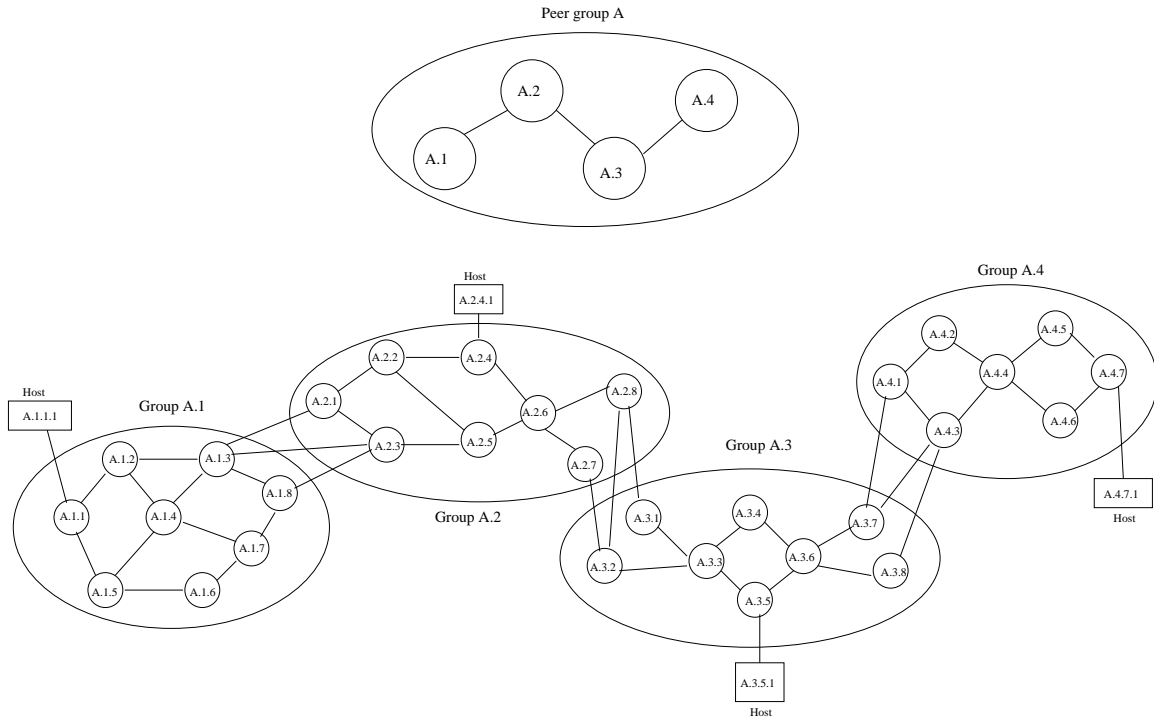 Peer group A
A.2
A.4
A.1
A.3
Group A.4
Host
A.2.4.1
A.4.2
A.4.5
A.2.2
A.2.4
A.4.4
A.4.7
A.4.1
Host
A.2.8
A.2.1
Group A.1
A.1.1.1
A.2.6
A.4.6
A.4.3
A.2.5
A.2.3
Group A.3
A.1.2
A.1.3
A.2.7
A.1.8
A.4.7.1
Host
Group A.2
A.3.4
A.1.1
A.1.4
A.3.1
A.3.7
A.1.7
A.3.6
A.3.3
A.3.2
A.3.8
A.1.5
A.1.6
A.3.5
A.3.5.1
Host